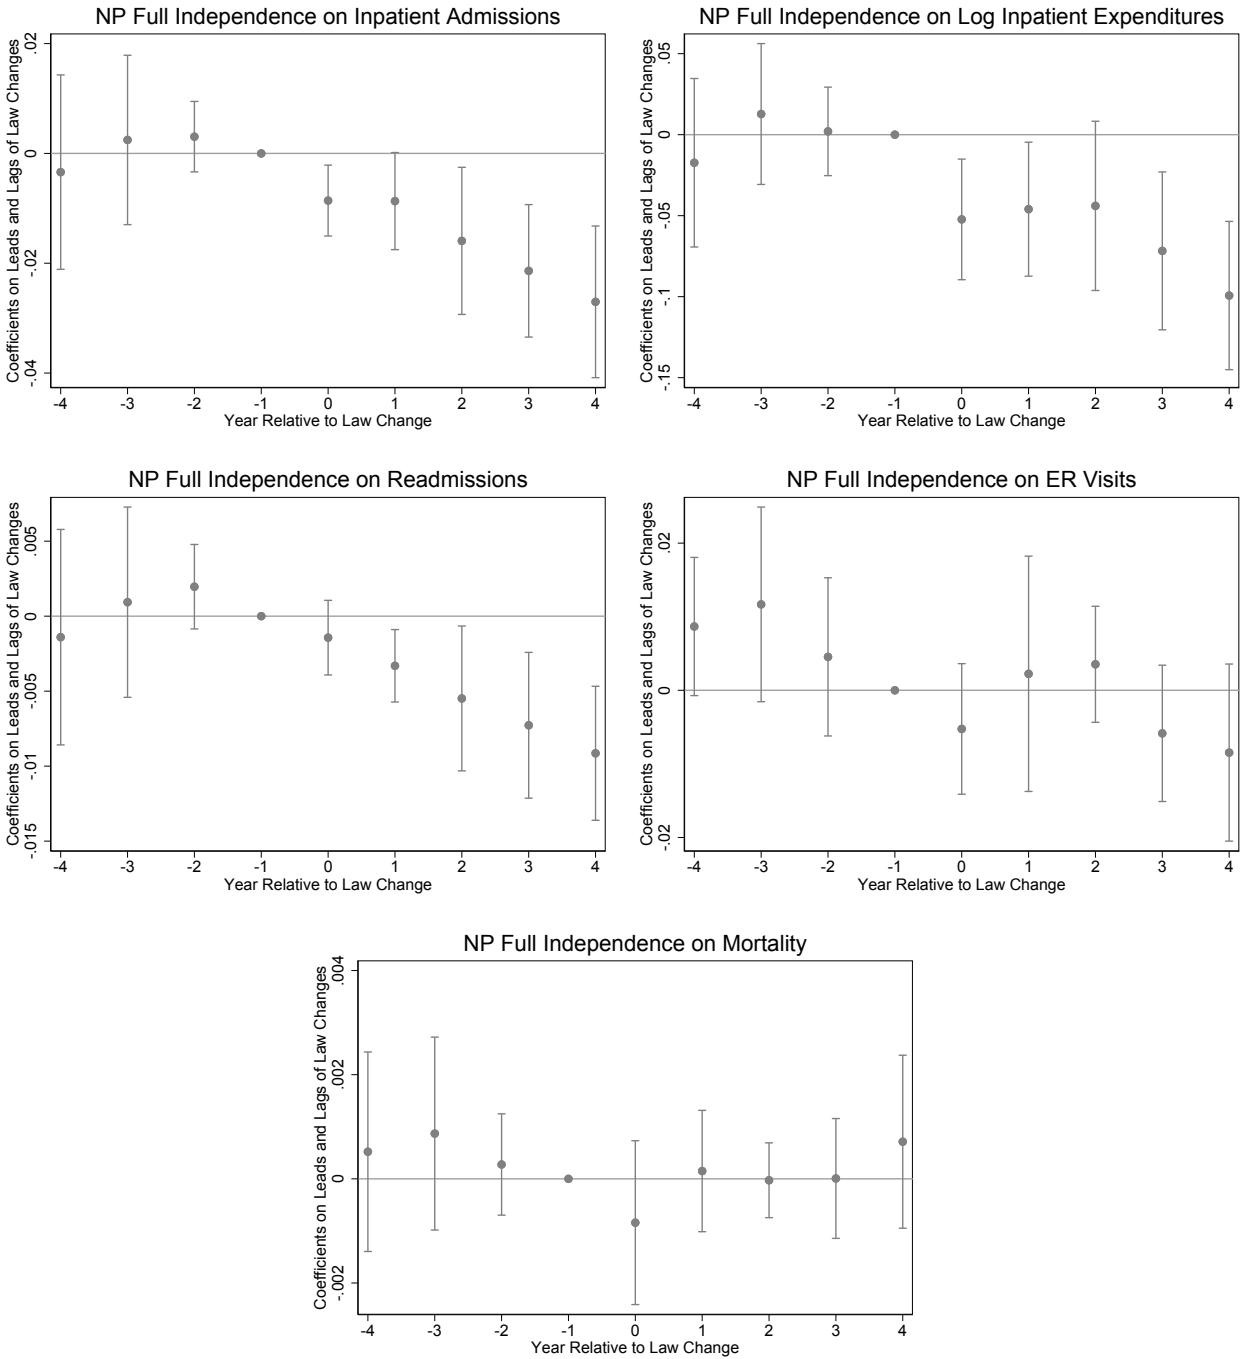 NP Full Independence on Inpatient Admissions
Coefficients on Leads and Lags of Law Changes
.02
0
-.02
-.04
-4 -3 -2 -1 0 1 2 3 4
Year Relative to Law Change
NP Full Independence on Log Inpatient Expenditures
Coefficients on Leads and Lags of Law Changes
.05
0
-.05
-.1
-.15
-4 -3 -2 -1 0 1 2 3 4
Year Relative to Law Change
NP Full Independence on Readmissions
Coefficients on Leads and Lags of Law Changes
.005
0
-.005
-.01
-.015
-4 -3 -2 -1 0 1 2 3 4
Year Relative to Law Change
NP Full Independence on ER Visits
Coefficients on Leads and Lags of Law Changes
.02
0
-.02
-4 -3 -2 -1 0 1 2 3 4
Year Relative to Law Change
NP Full Independence on Mortality
Coefficients on Leads and Lags of Law Changes
.004
.002
0
-.002
-4 -3 -2 -1 0 1 2 3 4
Year Relative to Law Change